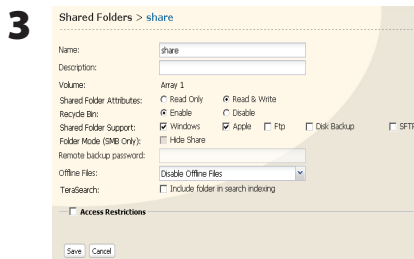 3
Shared Folders > share
Name: share
Description:
Volume: Array 1
Shared Folder Attributes: Read Only Read & Write
Recycle Bin: Enable Disable
Shared Folder Support: Windows Apple Ftp Disk Backup SFTP
Folder Mode (SMB Only): Hide Share
Remote backup password:
Offline Files: Disable Offline Files
TeraSearch: Include folder in search indexing
Access Restrictions
Save Cancel